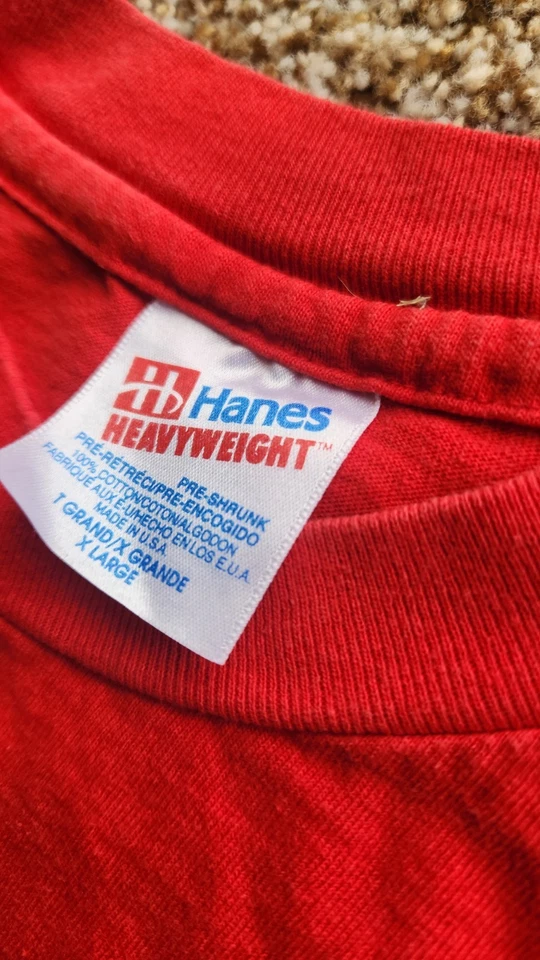 Hanes
HEAVYWEIGHT™
PRE-SHRUNK
PRÉ-RÉTRÉCI/PRE-ENCOGIDO
100% COTTON/COTON/ALGODON
MADE IN U.S.A.
FABRIQUÉ AUX É.U./HECHO EN LOS E.U.A.
T GRAND/X GRANDE
X LARGE